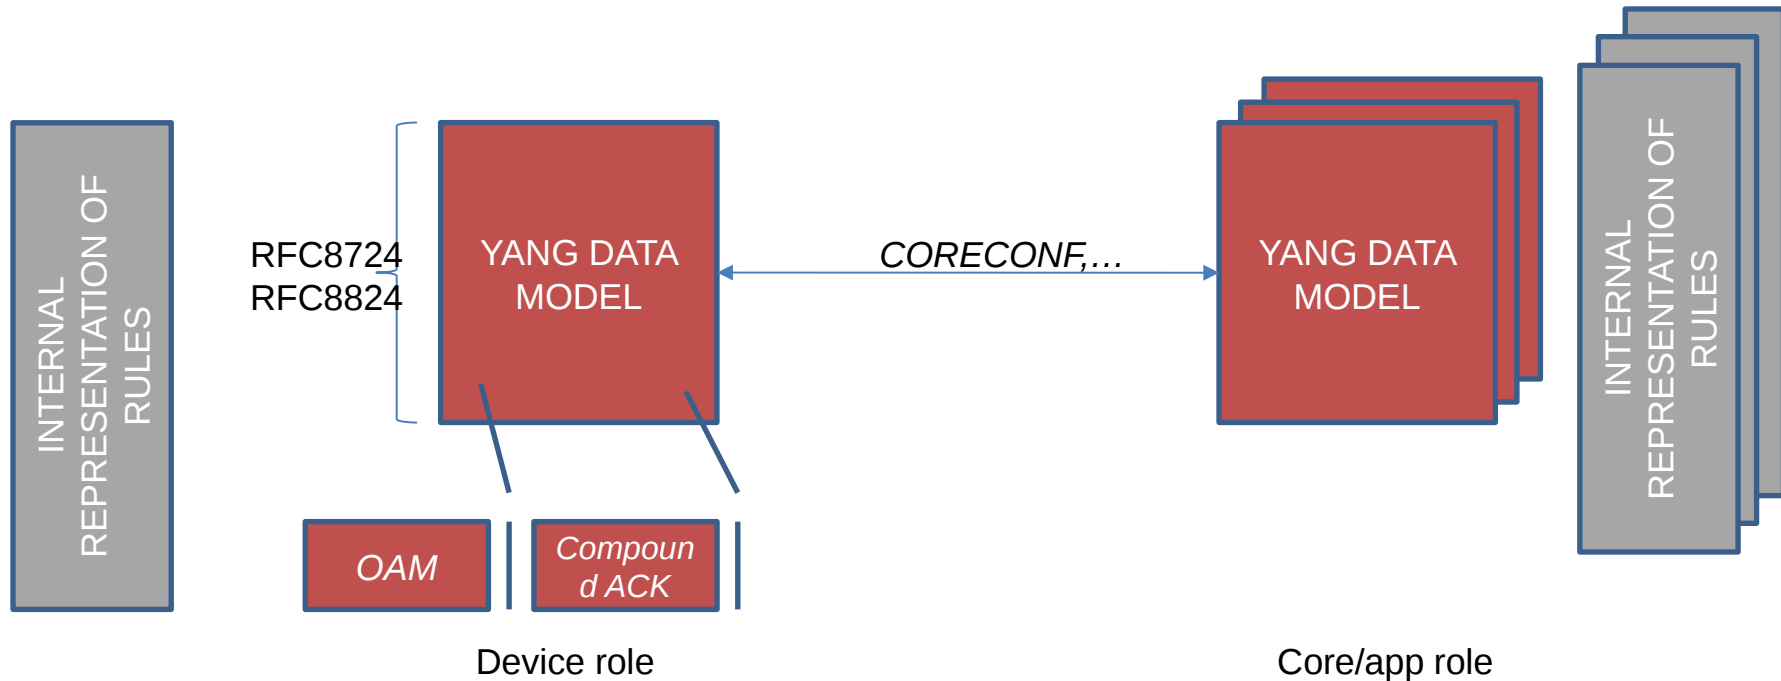 INTERNAL
REPRESENTATION OF
RULES
RFC8724
RFC8824
YANG DATA
MODEL
CORECONF,...
YANG DATA
MODEL
INTERNAL
REPRESENTATION OF
RULES
OAM
Compoun
d ACK
Device role
Core/app role